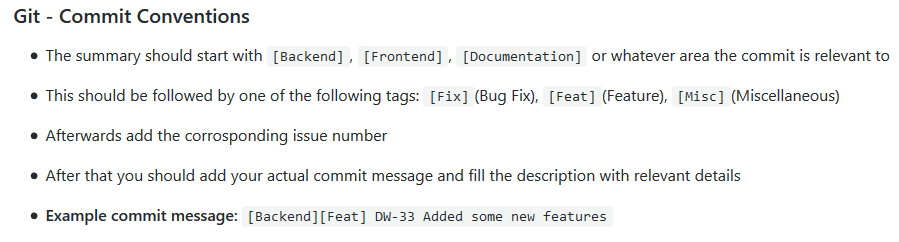 Git - Commit Conventions
• The summary should start with [Backend], [Frontend], [Documentation] or whatever area the commit is relevant to
• This should be followed by one of the following tags: [Fix] (Bug Fix), [Feat] (Feature), [Misc] (Miscellaneous)
• Afterwards add the corrosponding issue number
• After that you should add your actual commit message and fill the description with relevant details
• Example commit message: [Backend][Feat] DW-33 Added some new features